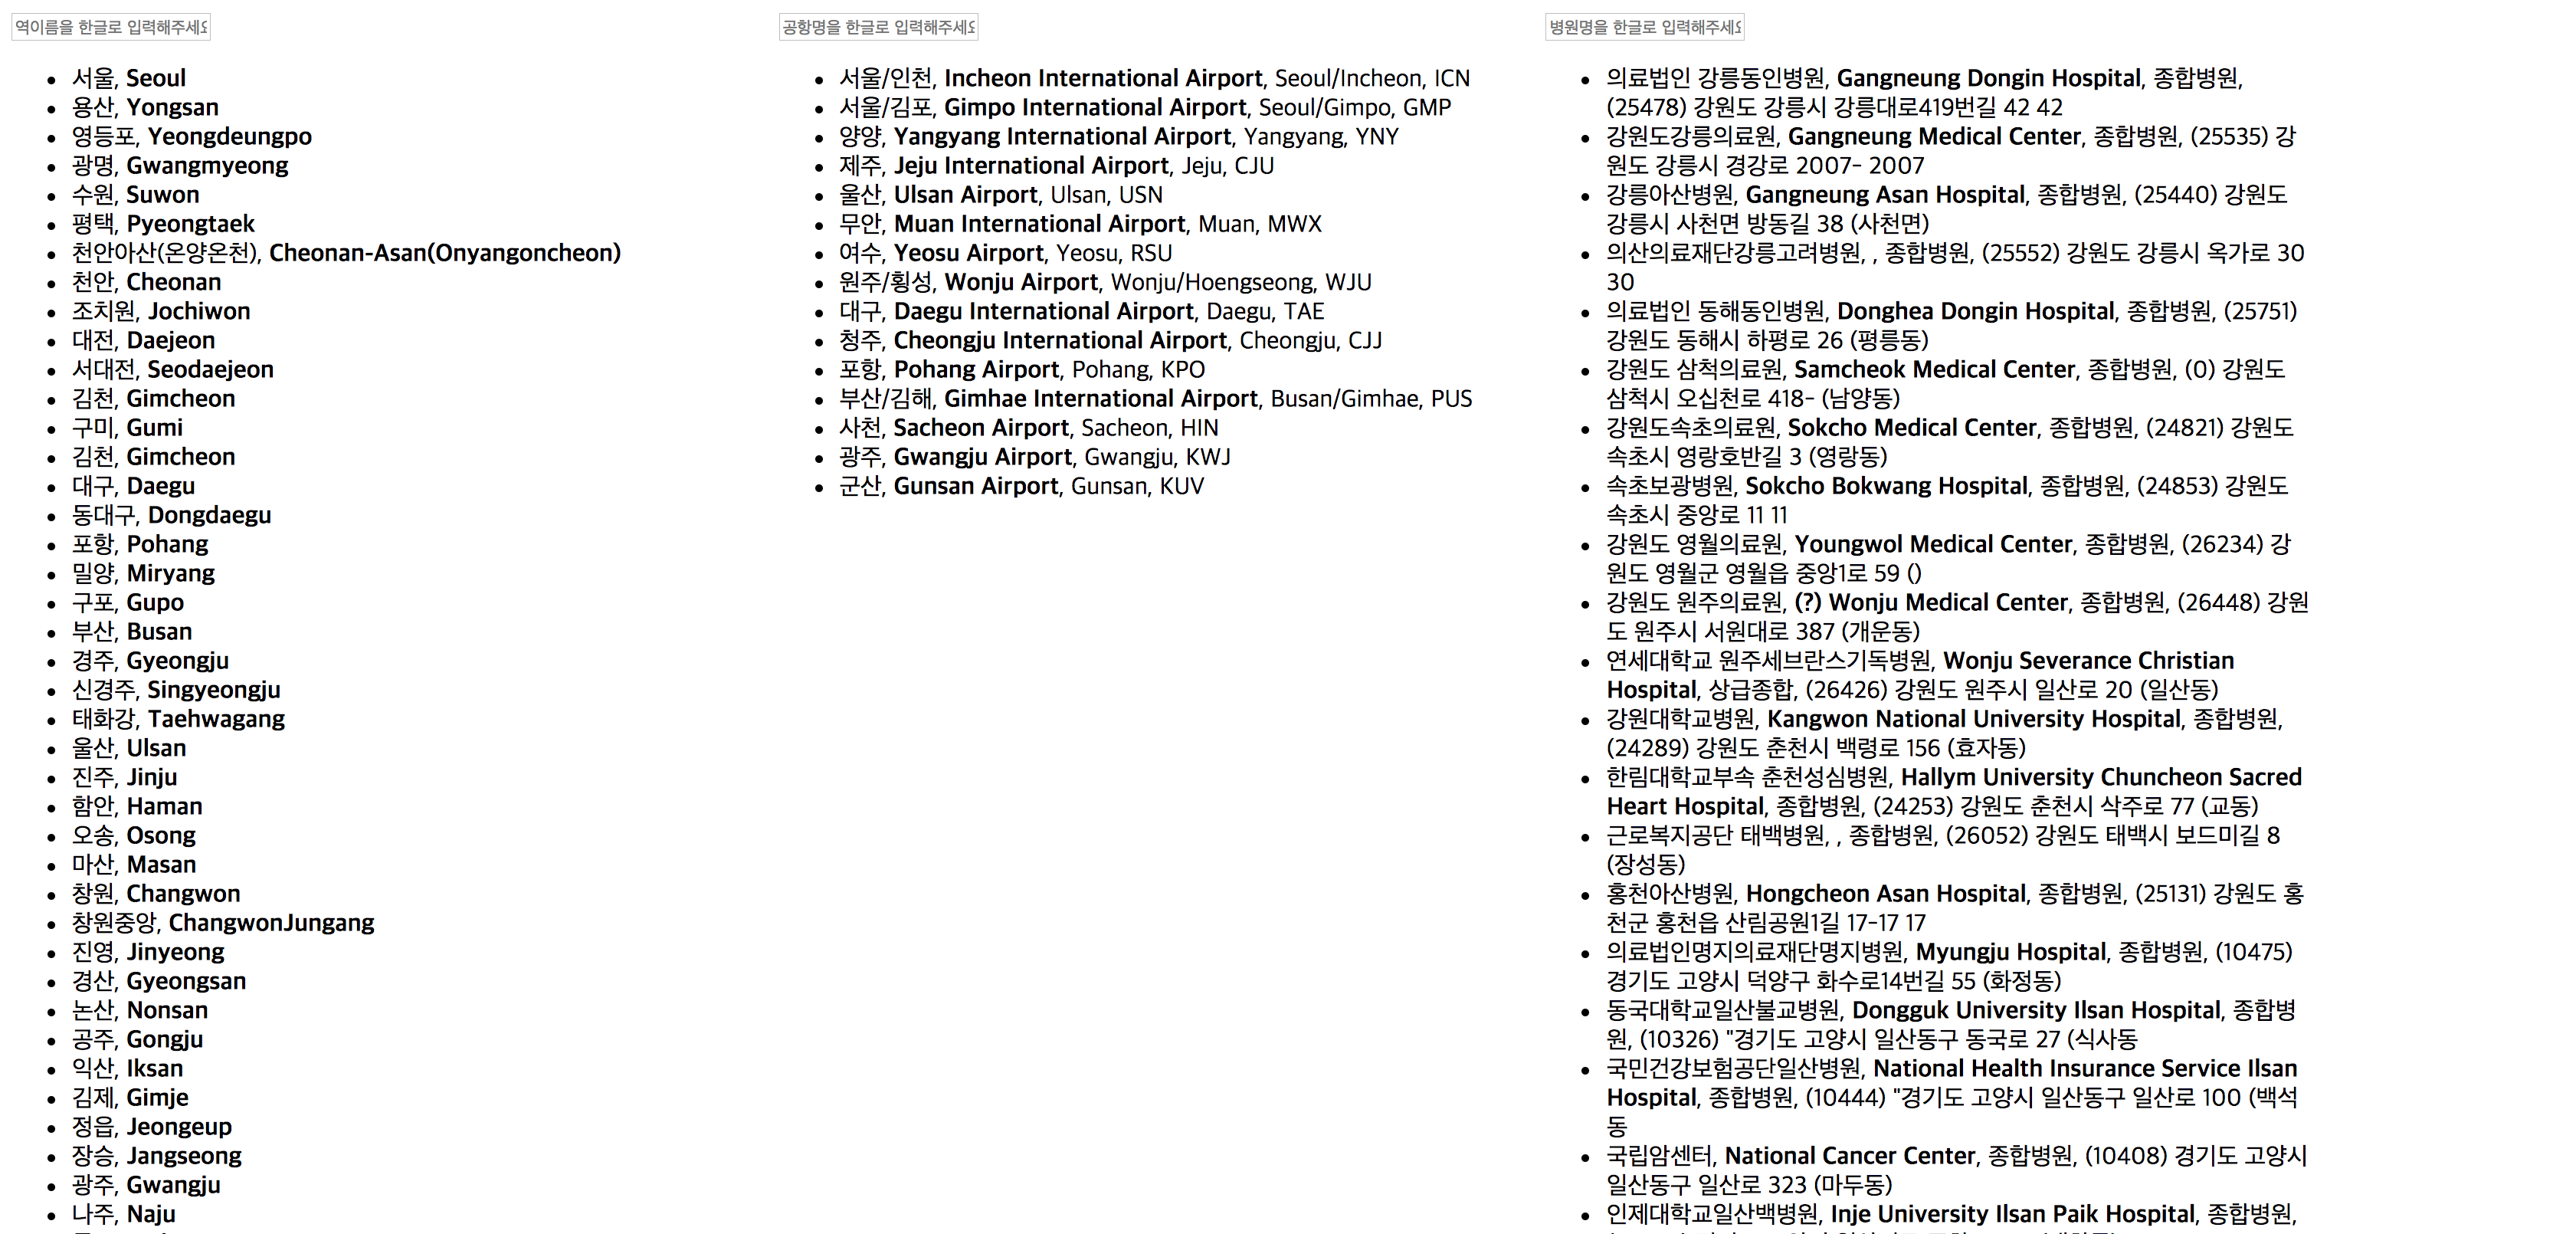 역이름을 한글로 입력해주세요
서울, Seoul
용산, Yongsan
영등포, Yeongdeungpo
광명, Gwangmyeong
수원, Suwon
평택, Pyeongtaek
천안아산(온양온천), Cheonan-Asan(Onyangoncheon)
천안, Cheonan
조치원, Jochiwon
대전, Daejeon
서대전, Seodaejeon
김천, Gimcheon
구미, Gumi
김천, Gimcheon
대구, Daegu
동대구, Dongdaegu
포항, Pohang
밀양, Miryang
구포, Gupo
부산, Busan
경주, Gyeongju
신경주, Singyeongju
태화강, Taehwagang
울산, Ulsan
진주, Jinju
함안, Haman
오송, Osong
마산, Masan
창원, Changwon
창원중앙, ChangwonJungang
진영, Jinyeong
경산, Gyeongsan
논산, Nonsan
공주, Gongju
익산, Iksan
김제, Gimje
정읍, Jeongeup
장승, Jangseong
광주, Gwangju
나주, Naju
공항명을 한글로 입력해주세요
서울/인천, Incheon International Airport, Seoul/Incheon, ICN
서울/김포, Gimpo International Airport, Seoul/Gimpo, GMP
양양, Yangyang International Airport, Yangyang, YNY
제주, Jeju International Airport, Jeju, CJU
울산, Ulsan Airport, Ulsan, USN
무안, Muan International Airport, Muan, MWX
여수, Yeosu Airport, Yeosu, RSU
원주/횡성, Wonju Airport, Wonju/Hoengseong, WJU
대구, Daegu International Airport, Daegu, TAE
청주, Cheongju International Airport, Cheongju, CJJ
포항, Pohang Airport, Pohang, KPO
부산/김해, Gimhae International Airport, Busan/Gimhae, PUS
사천, Sacheon Airport, Sacheon, HIN
광주, Gwangju Airport, Gwangju, KWJ
군산, Gunsan Airport, Gunsan, KUV
병원명을 한글로 입력해주세요
의료법인 강릉동인병원, Gangneung Dongin Hospital, 종합병원,
(25478) 강원도 강릉시 강릉대로419번길 42 42
강원도강릉의료원, Gangneung Medical Center, 종합병원, (25535) 강
원도 강릉시 경강로 2007- 2007
강릉아산병원, Gangneung Asan Hospital, 종합병원, (25440) 강원도
강릉시 사천면 방동길 38 (사천면)
의산의료재단강릉고려병원, , 종합병원, (25552) 강원도 강릉시 옥가로 30
30
의료법인 동해동인병원, Donghea Dongin Hospital, 종합병원, (25751)
강원도 동해시 하평로 26 (평릉동)
강원도 삼척의료원, Samcheok Medical Center, 종합병원, (0) 강원도
삼척시 오십천로 418- (남양동)
강원도속초의료원, Sokcho Medical Center, 종합병원, (24821) 강원도
속초시 영랑호반길 3 (영랑동)
속초보광병원, Sokcho Bokwang Hospital, 종합병원, (24853) 강원도
속초시 중앙로 11 11
강원도 영월의료원, Youngwol Medical Center, 종합병원, (26234) 강
원도 영월군 영월읍 중앙1로 59 ()
강원도 원주의료원, (?) Wonju Medical Center, 종합병원, (26448) 강원
도 원주시 서원대로 387 (개운동)
연세대학교 원주세브란스기독병원, Wonju Severance Christian
Hospital, 상급종합, (26426) 강원도 원주시 일산로 20 (일산동)
강원대학교병원, Kangwon National University Hospital, 종합병원,
(24289) 강원도 춘천시 백령로 156 (효자동)
한림대학교부속 춘천성심병원, Hallym University Chuncheon Sacred
Heart Hospital, 종합병원, (24253) 강원도 춘천시 삭주로 77 (교동)
근로복지공단 태백병원, , 종합병원, (26052) 강원도 태백시 보드미길 8
(장성동)
홍천아산병원, Hongcheon Asan Hospital, 종합병원, (25131) 강원도 홍
천군 홍천읍 산림공원1길 17-17 17
의료법인명지의료재단명지병원, Myungju Hospital, 종합병원, (10475)
경기도 고양시 덕양구 화수로14번길 55 (화정동)
동국대학교일산불교병원, Dongguk University Ilsan Hospital, 종합병
원, (10326) "경기도 고양시 일산동구 동국로 27 (식사동
국민건강보험공단일산병원, National Health Insurance Service Ilsan
Hospital, 종합병원, (10444) "경기도 고양시 일산동구 일산로 100 (백석
동
국립암센터, National Cancer Center, 종합병원, (10408) 경기도 고양시
일산동구 일산로 323 (마두동)
인제대학교일산백병원, Inje University Ilsan Paik Hospital, 종합병원,